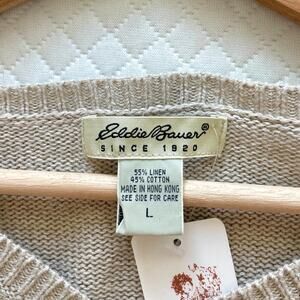 Eddie Bauer®
SINCE 1920
55% LINEN
45% COTTON
MADE IN HONG KONG
SEE SIDE FOR CARE
L